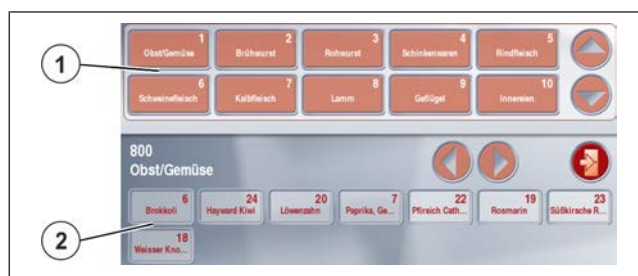 1 2 3 4 5
Obst/Gemüse Brühwurst Rohwurst Schinkenwaren Rindfleisch
1
6 7 8 9 10
Schweinefleisch Kalbfleisch Lamm Geflügel Innereien
800
Obst/Gemüse
6 24 20 7 22 19 23
Brokkoli Hayward Kiwi Löwenzahn Paprika, Ge... Pfirsich Cath... Rosmarin Süßkirsche R...
2
18
Weisser Kno...